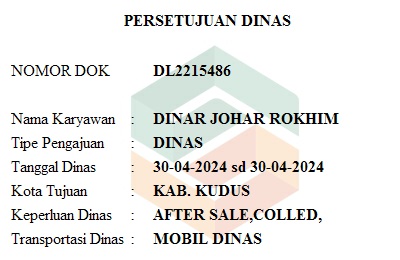 PERSETUJUAN DINAS
NOMOR DOK DL2215486
Nama Karyawan : DINAR JOHAR ROKHIM
Tipe Pengajuan : DINAS
Tanggal Dinas : 30-04-2024 sd 30-04-2024
Kota Tujuan : KAB. KUDUS
Keperluan Dinas : AFTER SALE,COLLED,
Transportasi Dinas : MOBIL DINAS